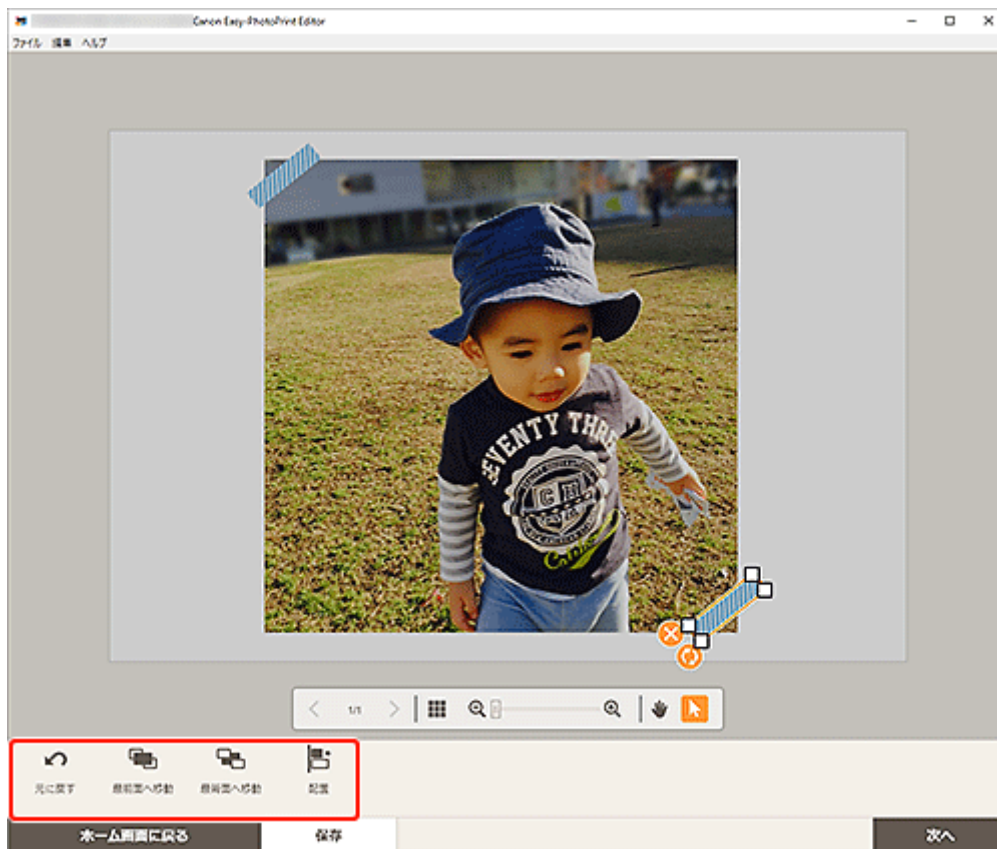 Canon Easy-PhotoPrint Editor
ファイル 編集 ヘルプ
SEVENTY THREE
1/1
元に戻す 最前面へ移動 最背面へ移動 配置
ホーム画面に戻る 保存 次へ